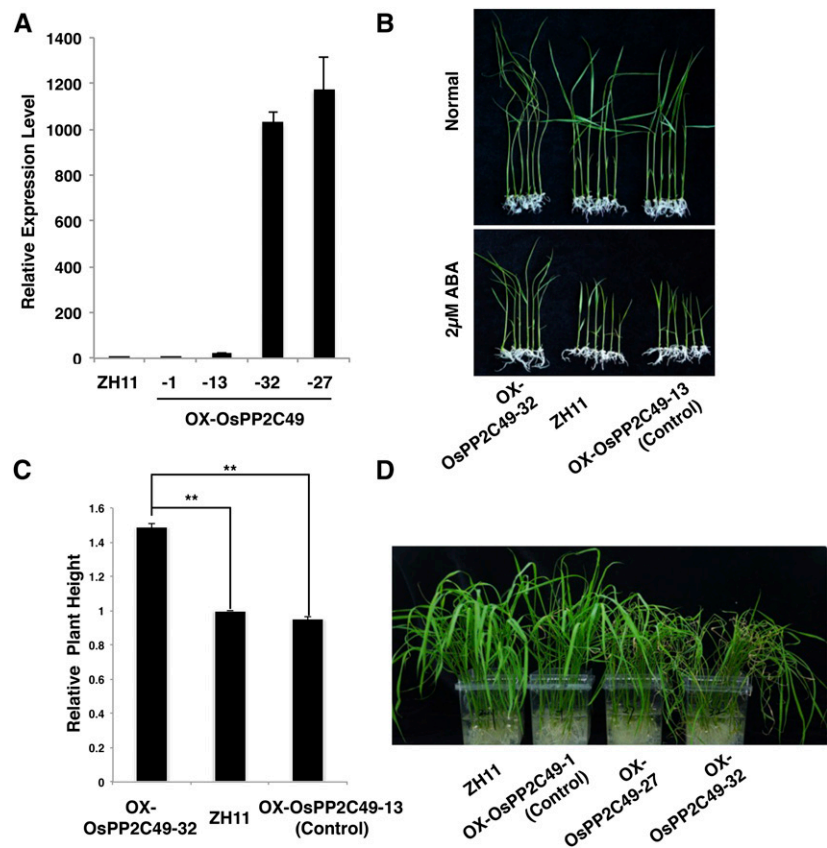 A
1400
1200
1000
800
600
400
200
0
Relative Expression Level
ZH11
-1
-13
-32
-27
OX-OsPP2C49
B
Normal
2μM ABA
OX-
OsPP2C49-32
ZH11
OX-OsPP2C49-13
(Control)
C
**
**
1.6
1.4
1.2
1
0.8
0.6
0.4
0.2
0
Relative Plant Height
OX-
OsPP2C49-32
ZH11
OX-OsPP2C49-13
(Control)
D
ZH11
OX-OsPP2C49-1
(Control)
OX-
OsPP2C49-27
OX-
OsPP2C49-32